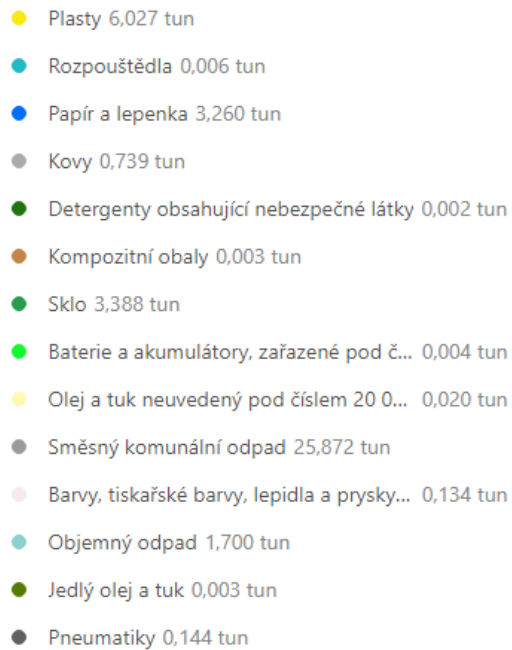 Plasty 6,027 tun
Rozpouštědla 0,006 tun
Papír a lepenka 3,260 tun
Kovy 0,739 tun
Detergenty obsahující nebezpečné látky 0,002 tun
Kompozitní obaly 0,003 tun
Sklo 3,388 tun
Baterie a akumulátory, zařazené pod č... 0,004 tun
Olej a tuk neuvedený pod číslem 20 0... 0,020 tun
Směsný komunální odpad 25,872 tun
Barvy, tiskařské barvy, lepidla a prysky... 0,134 tun
Objemný odpad 1,700 tun
Jedlý olej a tuk 0,003 tun
Pneumatiky 0,144 tun